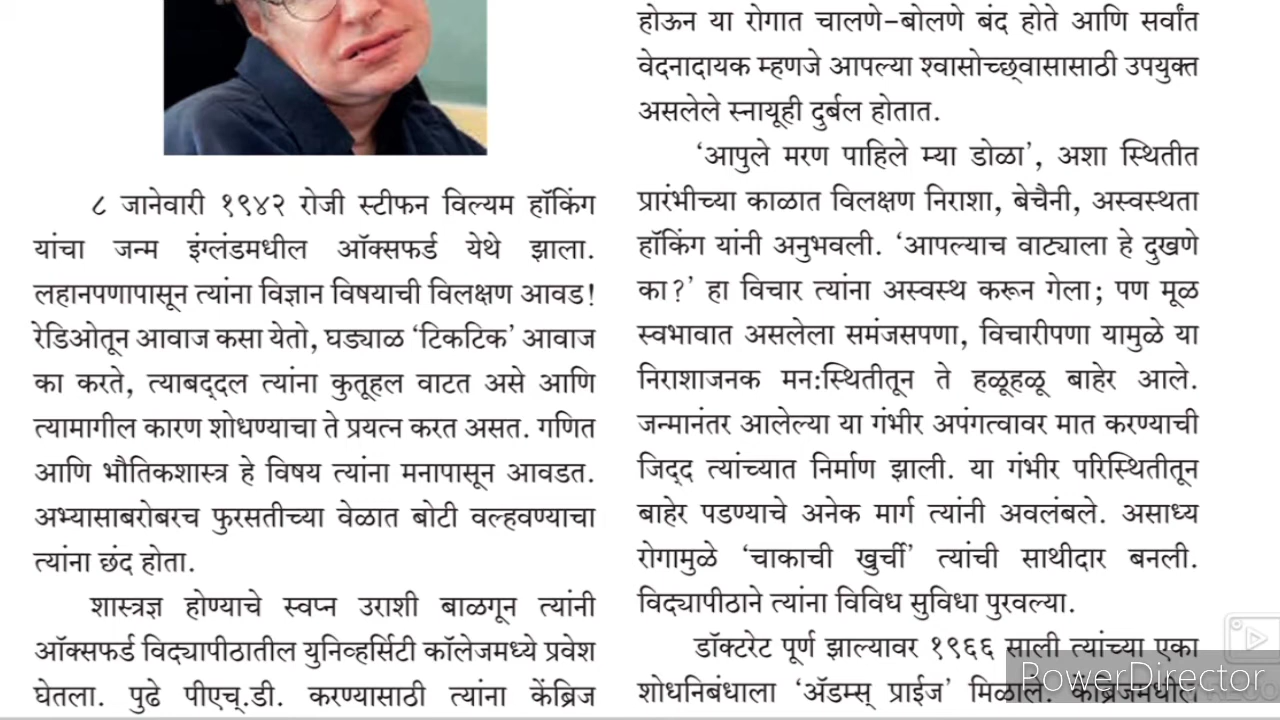 ८ जानेवारी १९४२ रोजी स्टीफन विल्यम हॉकिंग
यांचा जन्म इंग्लंडमधील ऑक्सफर्ड येथे झाला.
लहानपणापासून त्यांना विज्ञान विषयाची विलक्षण आवड!
रेडिओतून आवाज कसा येतो, घड्याळ ‘टिकटिक’ आवाज
का करते, त्याबद्दल त्यांना कुतूहल वाटत असे आणि
त्यामागील कारण शोधण्याचा ते प्रयत्न करत असत. गणित
आणि भौतिकशास्त्र हे विषय त्यांना मनापासून आवडत.
अभ्यासाबरोबरच फुरसतीच्या वेळात बोटी वल्हवण्याचा
त्यांना छंद होता.
शास्त्रज्ञ होण्याचे स्वप्न उराशी बाळगून त्यांनी
ऑक्सफर्ड विद्यापीठातील युनिव्हर्सिटी कॉलेजमध्ये प्रवेश
घेतला. पुढे पीएच्.डी. करण्यासाठी त्यांना केंब्रिज
होऊन या रोगात चालणे-बोलणे बंद होते आणि सर्वांत
वेदनादायक म्हणजे आपल्या श्वासोच्छ्वासासाठी उपयुक्त
असलेले स्नायूही दुर्बल होतात.
‘आपुले मरण पाहिले म्या डोळा’, अशा स्थितीत
प्रारंभीच्या काळात विलक्षण निराशा, बेचैनी, अस्वस्थता
हॉकिंग यांनी अनुभवली. ‘आपल्याच वाट्याला हे दुखणे
का?’ हा विचार त्यांना अस्वस्थ करून गेला; पण मूळ
स्वभावात असलेला समंजसपणा, विचारीपणा यामुळे या
निराशाजनक मन:स्थितीतून ते हळूहळू बाहेर आले.
जन्मानंतर आलेल्या या गंभीर अपंगत्वावर मात करण्याची
जिद्द त्यांच्यात निर्माण झाली. या गंभीर परिस्थितीतून
बाहेर पडण्याचे अनेक मार्ग त्यांनी अवलंबले. असाध्य
रोगामुळे ‘चाकाची खुर्ची’ त्यांची साथीदार बनली.
विद्यापीठाने त्यांना विविध सुविधा पुरवल्या.
डॉक्टरेट पूर्ण झाल्यावर १९६६ साली त्यांच्या एका
शोधनिबंधाला ‘ॲडम्स् प्राईज’ मिळाले. केंब्रिजमधील
PowerDirector